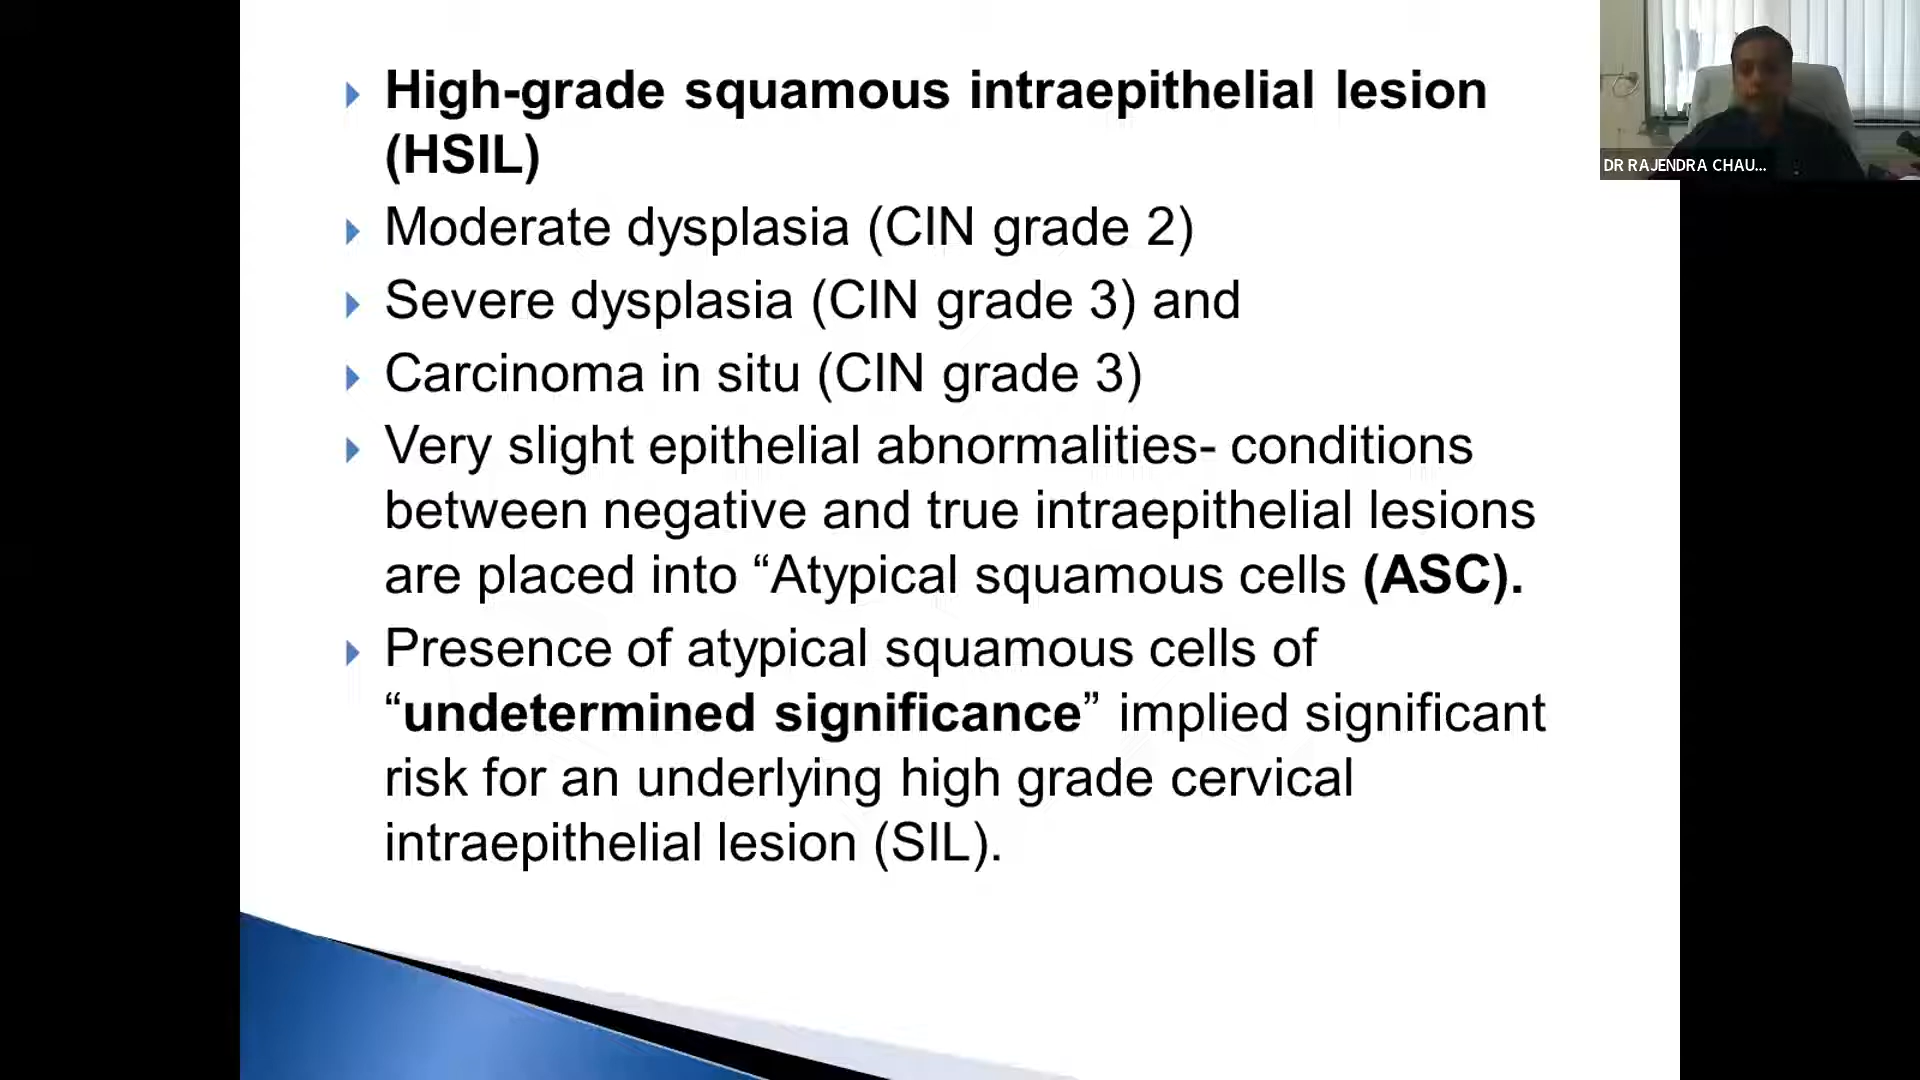 High-grade squamous intraepithelial lesion
(HSIL)
Moderate dysplasia (CIN grade 2)
Severe dysplasia (CIN grade 3) and
Carcinoma in situ (CIN grade 3)
Very slight epithelial abnormalities- conditions
between negative and true intraepithelial lesions
are placed into “Atypical squamous cells (ASC).
Presence of atypical squamous cells of
“undetermined significance” implied significant
risk for an underlying high grade cervical
intraepithelial lesion (SIL).
DR RAJENDRA CHAU...